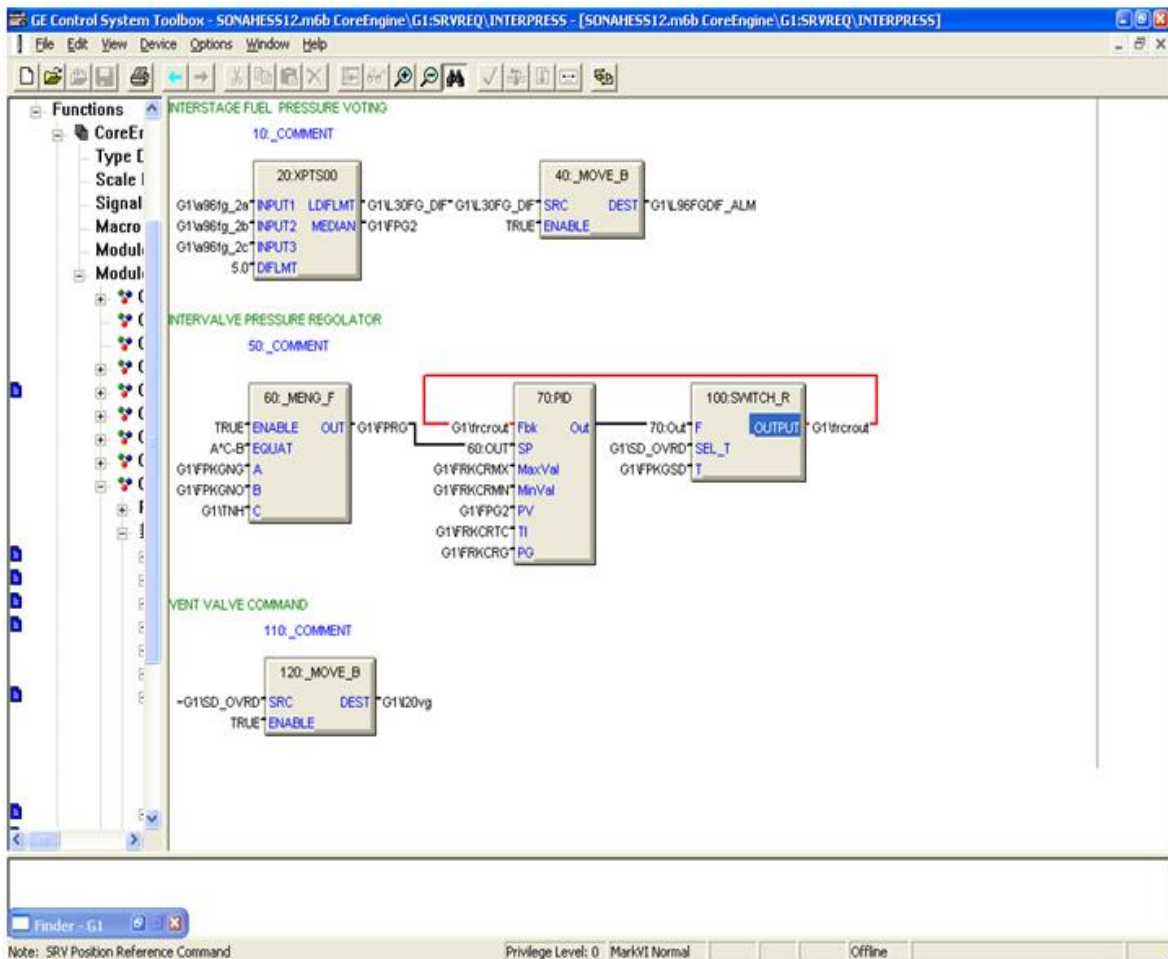 GE Control System Toolbox - SONAHESS12.m6b CoreEngine\G1:SRVREQ\INTERPRESS - [SONAHESS12.m6b CoreEngine\G1:SRVREQ\INTERPRESS]
File Edit View Device Options Window Help
Functions
CoreEr
Type D
Scale
Signal
Macro
Modul
Modul
INTERSTAGE FUEL PRESSURE VOTING
10:_COMMENT
20:XPTS00
40:_MOVE_B
G1\a96fg_2a INPUT1 LDIFLMT G1\L30FG_DIF G1\L30FG_DIF SRC DEST G1\L96FGDIF_ALM
G1\a96fg_2b INPUT2 MEDIAN G1\FPG2 TRUE ENABLE
G1\a96fg_2c INPUT3
5.0 DIFLMT
INTERVALVE PRESSURE REGOLATOR
50:_COMMENT
60:_MENG_F 70:PID 100:SWITCH_R
TRUE ENABLE OUT G1\FPRG G1\frcrout Fbk Out 70:Out F OUTPUT G1\frcrout
A*C-B EQUAT 60:OUT SP G1\SD_OVRD SEL_T
G1\FPKGNG A G1\FRKCRMX MaxVal G1\FPKGSD T
G1\FPKGNO B G1\FRKCRMN MinVal
G1\TNH C G1\FPG2 PV
G1\FRKCRTC TI
G1\FRKCRG PG
VENT VALVE COMMAND
110:_COMMENT
120:_MOVE_B
~G1\SD_OVRD SRC DEST G1\l20vg
TRUE ENABLE
Finder - G1
Note: SRV Position Reference Command Privilege Level: 0 MarkVI Normal Offline